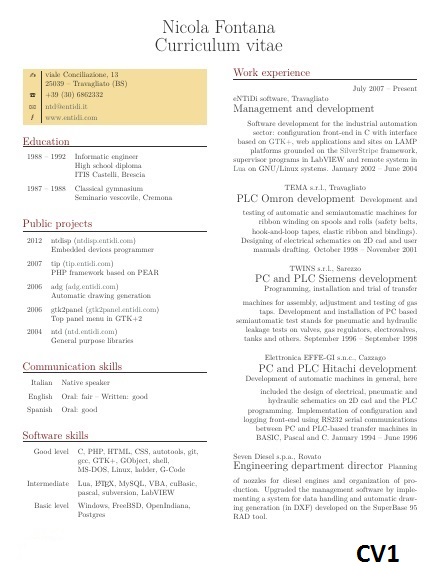 Nicola Fontana
Curriculum vitae
viale Conciliazione, 13
25039 – Travagliato (BS)
+39 (30) 6862332
ntd@entidi.it
www.entidi.com
Education
1988 – 1992 Informatic engineer
High school diploma
ITIS Castelli, Brescia
1987 – 1988 Classical gymnasium
Seminario vescovile, Cremona
Public projects
2012 ntdisp (ntdisp.entidi.com)
Embedded devices programmer
2007 tip (tip.entidi.com)
PHP framework based on PEAR
2006 adg (adg.entidi.com)
Automatic drawing generation
2006 gtk2panel (gtk2panel.entidi.com)
Top panel menu in GTK+2
2004 ntd (ntd.entidi.com)
General purpose libraries
Communication skills
Italian Native speaker
English Oral: fair – Written: good
Spanish Oral: good
Software skills
Good level C, PHP, HTML, CSS, autotools, git,
gcc, GTK+, GObject, shell,
MS-DOS, Linux, ladder, G-Code
Intermediate Lua, LATEX, MySQL, VBA, cuBasic,
pascal, subversion, LabVIEW
Basic level Windows, FreeBSD, OpenIndiana,
Postgres
Work experience
July 2007 – Present
eNTiDi software, Travagliato
Management and development
Software development for the industrial automation
sector: configuration front-end in C with interface
based on GTK+, web applications and sites on LAMP
platforms grounded on the SilverStripe framework,
supervisor programs in LabVIEW and remote system in
Lua on GNU/Linux systems. January 2002 – June 2004
TEMA s.r.l., Travagliato
PLC Omron development Development and
testing of automatic and semiautomatic machines for
ribbon winding on spools and rolls (safety belts,
hook-and-loop tapes, elastic ribbon and bindings).
Designing of electrical schematics on 2D cad and user
manuals drafting. October 1998 – November 2001
TWINS s.r.l., Sarezzo
PC and PLC Siemens development
Programming, installation and trial of transfer
machines for assembly, adjustment and testing of gas
taps. Development and installation of PC based
semiautomatic test stands for pneumatic and hydraulic
leakage tests on valves, gas regulators, electrovalves,
tanks and others. September 1996 – September 1998
Elettronica EFFE-GI s.n.c., Cazzago
PC and PLC Hitachi development
Development of automatic machines in general, here
included the design of electrical, pneumatic and
hydraulic schematics on 2D cad and the PLC
programming. Implementation of configuration and
logging front-end using RS232 serial communications
between PC and PLC-based transfer machines in
BASIC, Pascal and C. January 1994 – June 1996
Seven Diesel s.p.a., Rovato
Engineering department director Planning
of nozzles for diesel engines and organization of pro-
duction. Upgraded the management software by imple-
menting a system for data handling and automatic draw-
ing generation (in DXF) developed on the SuperBase 95
RAD tool.
CV1